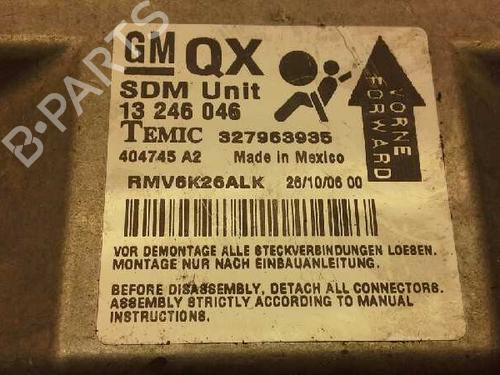 GM QX
SDM Unit
13 246 046
TEMIC 327963935
404745 A2 Made in Mexico
RMV6K26ALK 26/10/06 00
VORNE
FORWARD
VOR DEMONTAGE ALLE STECKVERBINDUNGEN LOESEN.
MONTAGE NUR NACH EINBAUANLEITUNG.
BEFORE DISASSEMBLY, DETACH ALL CONNECTORS.
ASSEMBLY STRICTLY ACCORDING TO MANUAL
INSTRUCTIONS.
B-PARTS